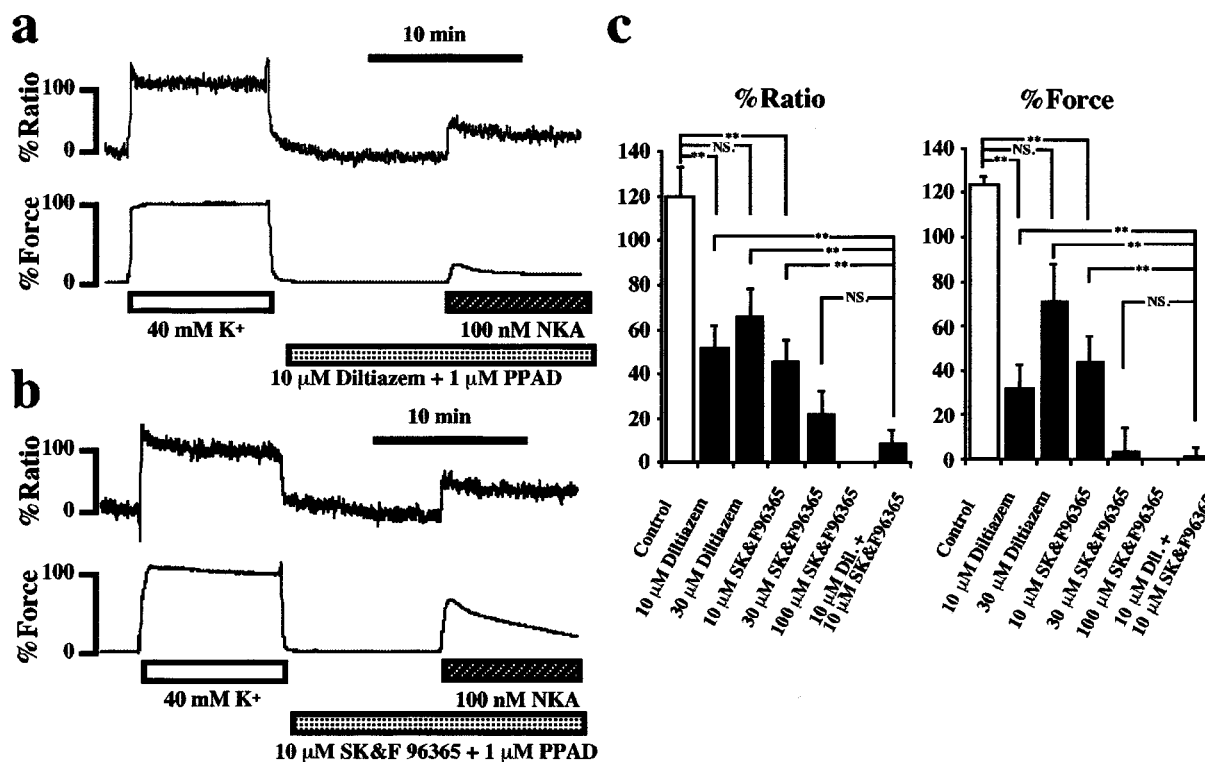 a
10 min
%Ratio
100
0
%Force
100
0
40 mM K+
100 nM NKA
10 μM Diltiazem + 1 μM PPAD
b
10 min
%Ratio
100
0
%Force
100
0
40 mM K+
100 nM NKA
10 μM SK&F 96365 + 1 μM PPAD
c
%Ratio
**
NS.
**
**
**
**
NS.
140
120
100
80
60
40
20
0
Control
10 μM Diltiazem
30 μM Diltiazem
10 μM SK&F96365
30 μM SK&F96365
100 μM SK&F96365
10 μM Dil. +
10 μM SK&F96365
%Force
**
NS.
**
**
**
**
NS.
140
120
100
80
60
40
20
0
Control
10 μM Diltiazem
30 μM Diltiazem
10 μM SK&F96365
30 μM SK&F96365
100 μM SK&F96365
10 μM Dil. +
10 μM SK&F96365